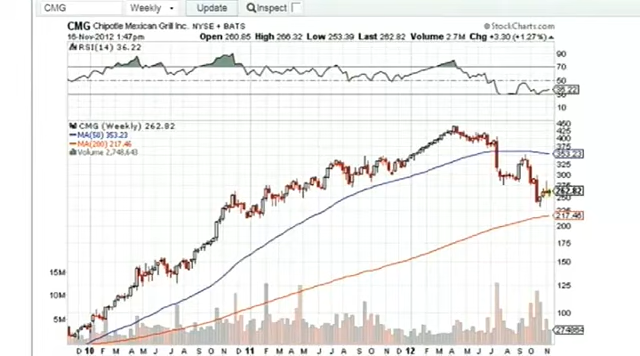 CMG Weekly Update Inspect
CMG Chipotle Mexican Grill Inc. NYSE + BATS © StockCharts.com
16-Nov-2012 1:47pm Open 260.85 High 266.32 Low 253.39 Last 262.82 Volume 2.7M Chg +3.30 (+1.27%)
RSI(14) 36.22
90
70
50
36.22
30
10
CMG (Weekly) 262.82
MA(50) 353.23
MA(200) 217.46
Volume 2,748,643
450
425
400
375
353.23
325
300
275
262.82
250
225
217.46
200
175
150
125
100
15M
10M
5M
D 10 F M A M J J A S O N D 11 F M A M J J A S O N D 12 F M A M J J A S O N